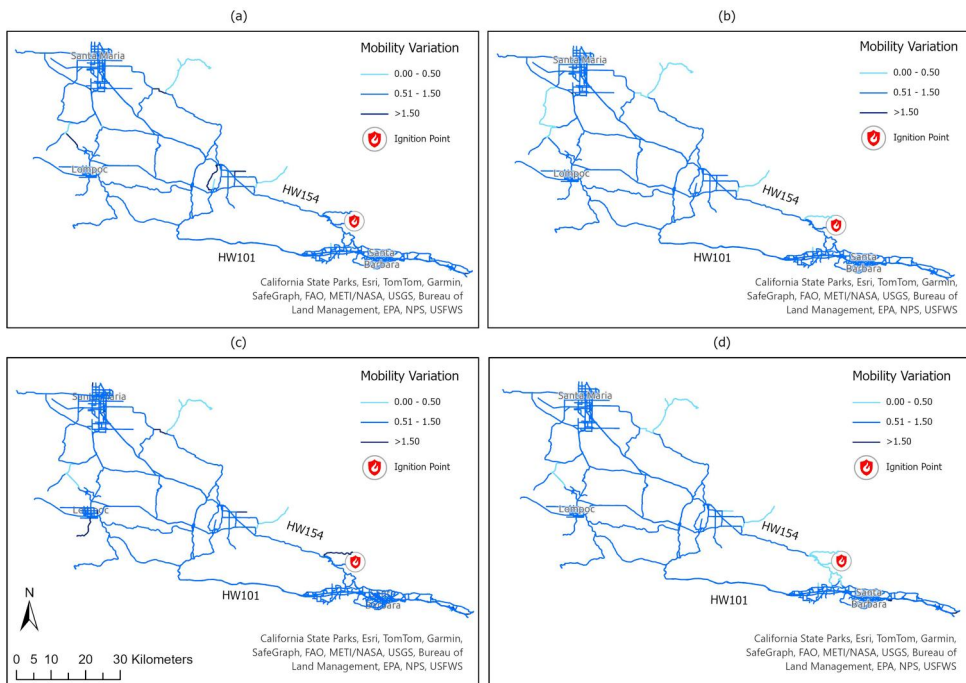 (a)
Mobility Variation
0.00 - 0.50
0.51 - 1.50
>1.50
Ignition Point
Santa Maria
Lompoc
HW154
HW101
Santa
Barbara
California State Parks, Esri, TomTom, Garmin,
SafeGraph, FAO, METI/NASA, USGS, Bureau of
Land Management, EPA, NPS, USFWS
(b)
Mobility Variation
0.00 - 0.50
0.51 - 1.50
>1.50
Ignition Point
Santa Maria
Lompoc
HW154
HW101
Santa
Barbara
California State Parks, Esri, TomTom, Garmin,
SafeGraph, FAO, METI/NASA, USGS, Bureau of
Land Management, EPA, NPS, USFWS
(c)
Mobility Variation
0.00 - 0.50
0.51 - 1.50
>1.50
Ignition Point
Santa Maria
Lompoc
HW154
HW101
Santa
Barbara
N
0 5 10 20 30 Kilometers
California State Parks, Esri, TomTom, Garmin,
SafeGraph, FAO, METI/NASA, USGS, Bureau of
Land Management, EPA, NPS, USFWS
(d)
Mobility Variation
0.00 - 0.50
0.51 - 1.50
>1.50
Ignition Point
Santa Maria
Lompoc
HW154
HW101
Santa
Barbara
California State Parks, Esri, TomTom, Garmin,
SafeGraph, FAO, METI/NASA, USGS, Bureau of
Land Management, EPA, NPS, USFWS